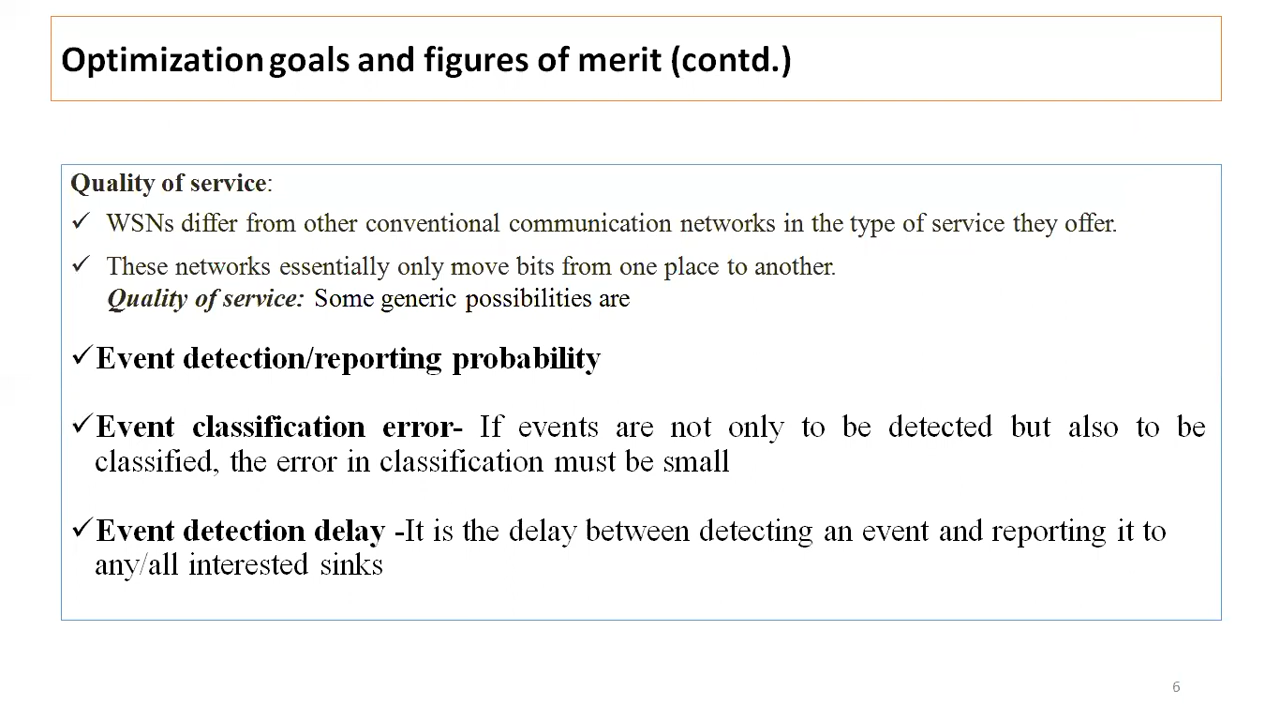 Optimization goals and figures of merit (contd.)
Quality of service:
✓ WSNs differ from other conventional communication networks in the type of service they offer.
✓ These networks essentially only move bits from one place to another.
Quality of service: Some generic possibilities are
✓Event detection/reporting probability
✓Event classification error- If events are not only to be detected but also to be
classified, the error in classification must be small
✓Event detection delay -It is the delay between detecting an event and reporting it to
any/all interested sinks
6